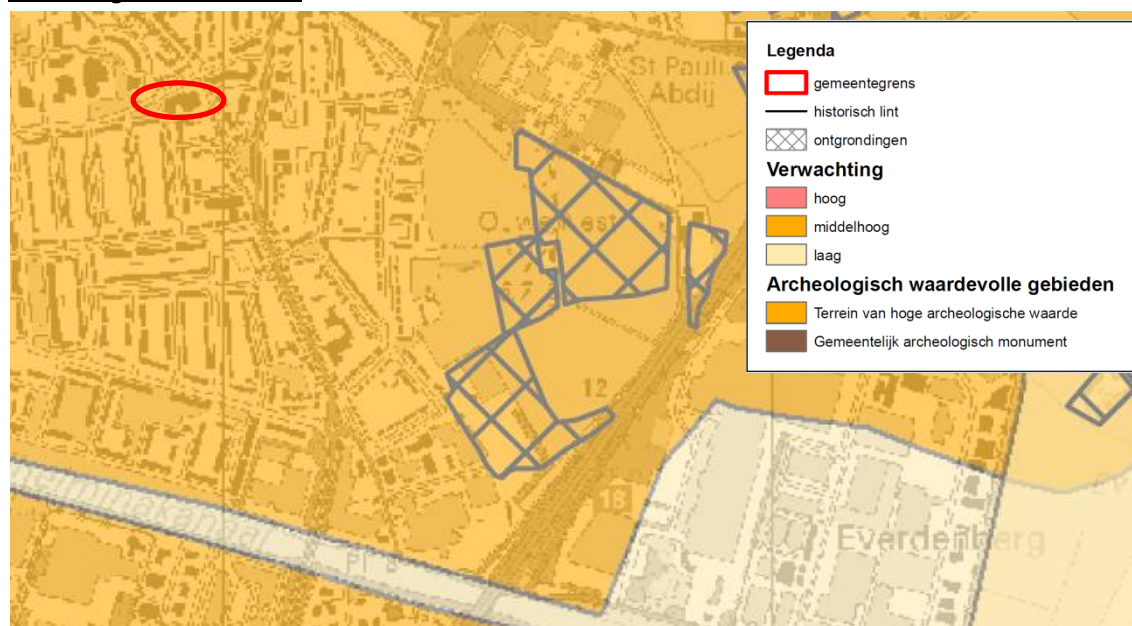 St Pauli
Abdij
12
Everdenberg
Legenda
gemeentegrens
historisch lint
ontgrondingen
Verwachting
hoog
middelhoog
laag
Archeologisch waardevolle gebieden
Terrein van hoge archeologische waarde
Gemeentelijk archeologisch monument